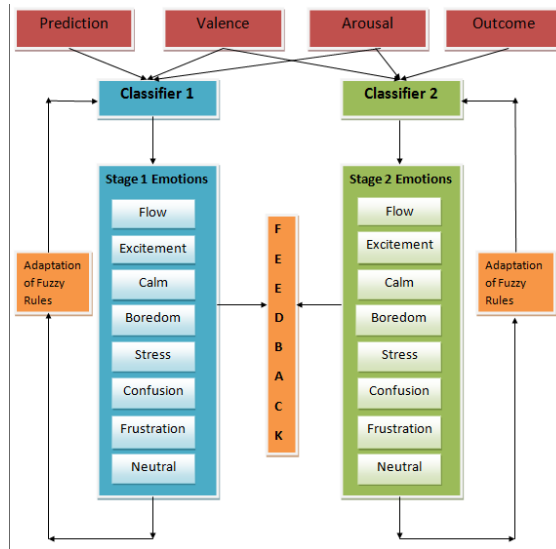 Prediction
Valence
Arousal
Outcome
Classifier 1
Classifier 2
Stage 1 Emotions
Flow
Excitement
Calm
Boredom
Stress
Confusion
Frustration
Neutral
Stage 2 Emotions
Flow
Excitement
Calm
Boredom
Stress
Confusion
Frustration
Neutral
F
E
E
D
B
A
C
K
Adaptation
of Fuzzy
Rules
Adaptation
of Fuzzy
Rules